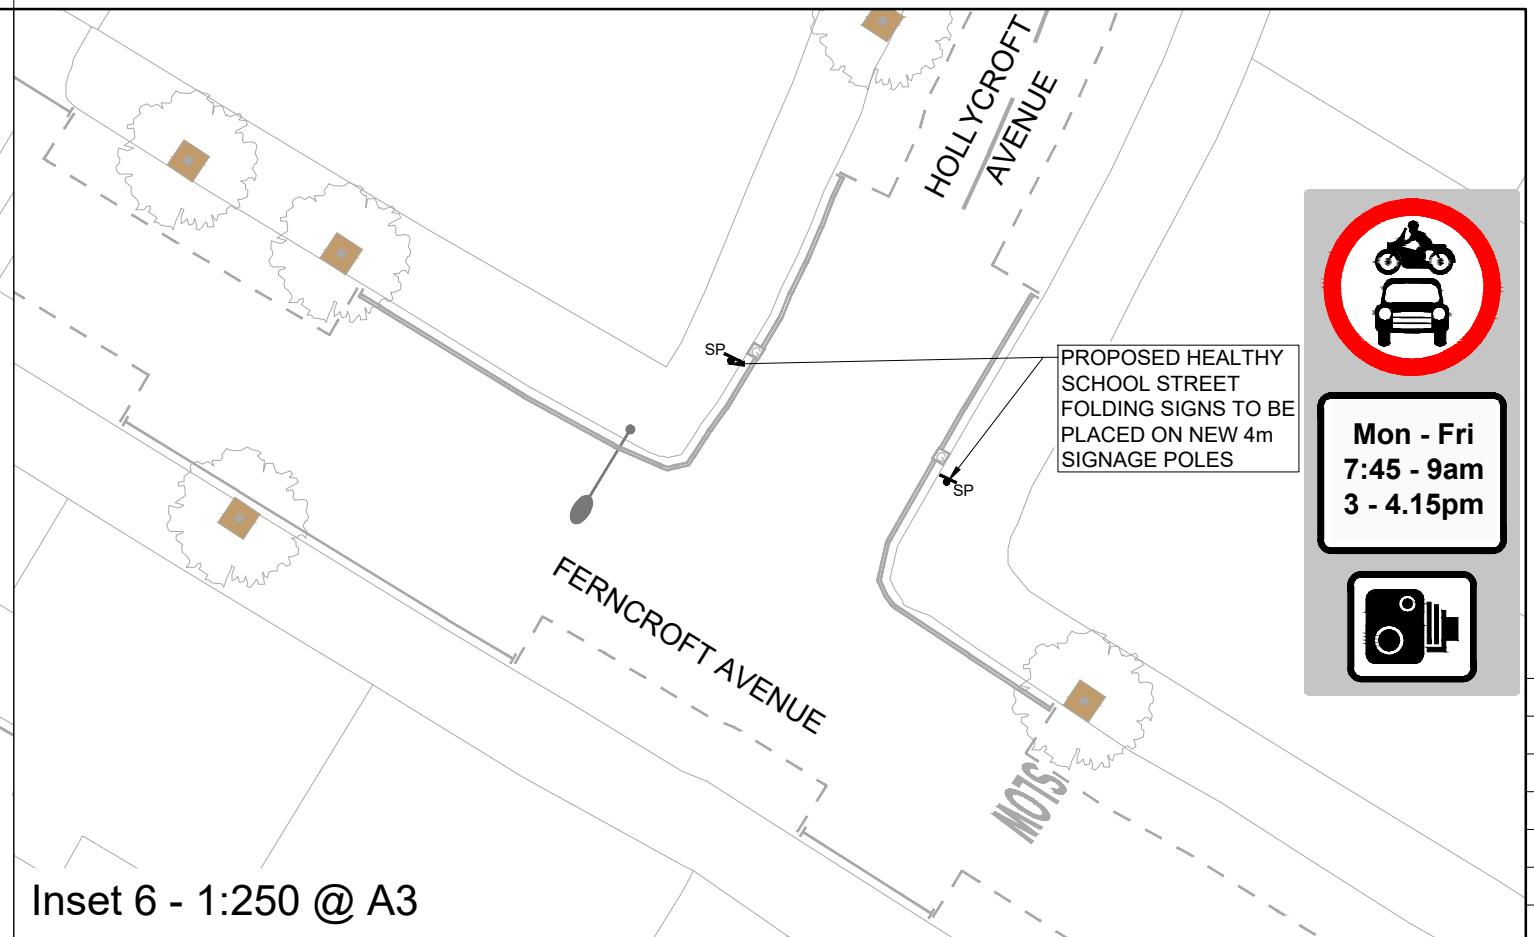 HOLLYCROFT
AVENUE
SP
PROPOSED HEALTHY
SCHOOL STREET
FOLDING SIGNS TO BE
PLACED ON NEW 4m
SIGNAGE POLES
SP
Mon - Fri
7:45 - 9am
3 - 4.15pm
FERNCROFT AVENUE
SLOW
Inset 6 - 1:250 @ A3